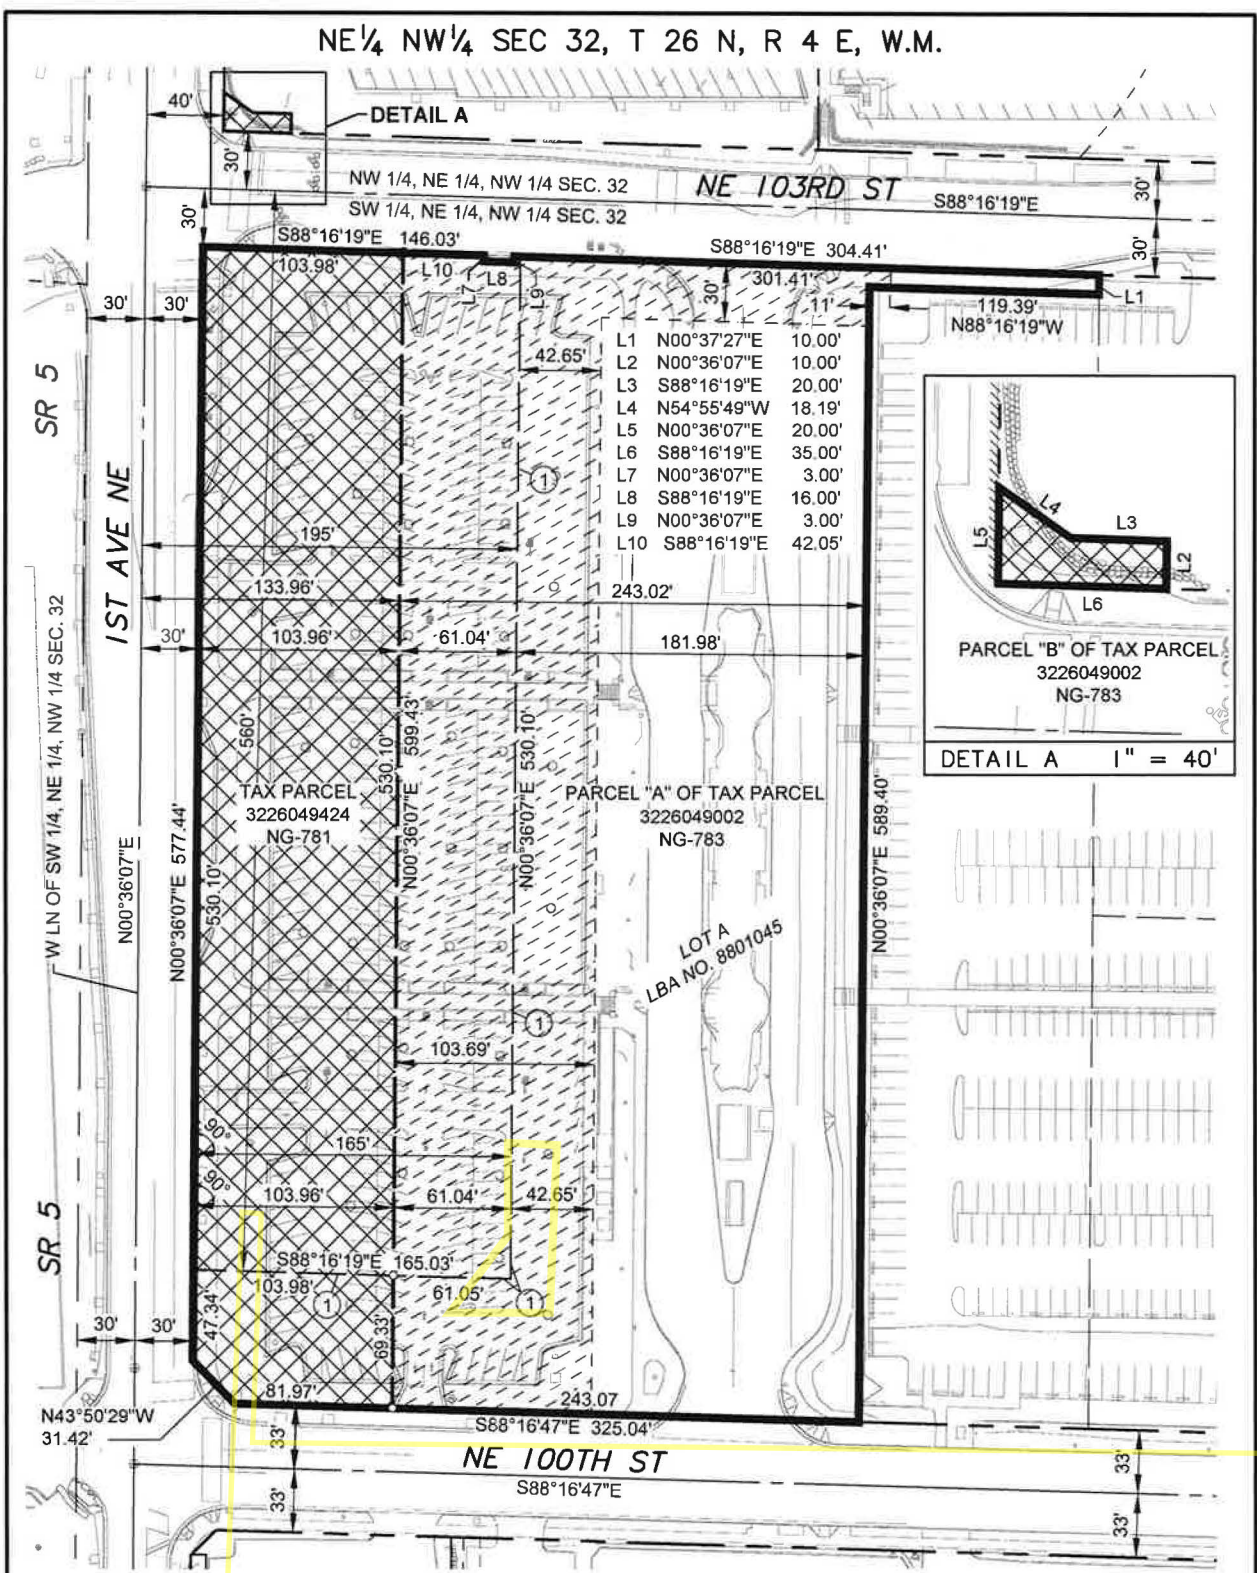 NE 1/4 NW 1/4 SEC 32, T 26 N, R 4 E, W.M.
40'
DETAIL A
30'
NW 1/4, NE 1/4, NW 1/4 SEC. 32
SW 1/4, NE 1/4, NW 1/4 SEC. 32
NE 103RD ST
S88°16'19"E
30'
30'
30'
S88°16'19"E 146.03'
103.98'
L10
L7
L8
L9
S88°16'19"E 304.41'
301.41'
30'
11'
L1
119.39'
N88°16'19"W
30'
30'
SR 5
1ST AVE NE
42.65'
L1 N00°37'27"E 10.00'
L2 N00°36'07"E 10.00'
L3 S88°16'19"E 20.00'
L4 N54°55'49"W 18.19'
L5 N00°36'07"E 20.00'
L6 S88°16'19"E 35.00'
L7 N00°36'07"E 3.00'
L8 S88°16'19"E 16.00'
L9 N00°36'07"E 3.00'
L10 S88°16'19"E 42.05'
1
195'
133.96'
243.02'
30'
103.96'
61.04'
181.98'
L4
L3
L5
L2
L6
PARCEL "B" OF TAX PARCEL
3226049002
NG-783
DETAIL A 1" = 40'
W LN OF SW 1/4, NE 1/4, NW 1/4 SEC. 32
N00°36'07"E
N00°36'07"E 577.44'
530.10'
560'
TAX PARCEL
3226049424
NG-781
530.10'
N00°36'07"E 599.43'
N00°36'07"E 530.10'
PARCEL "A" OF TAX PARCEL
3226049002
NG-783
N00°36'07"E 589.40'
LOT A
LBA NO. 8801045
1
103.69'
90°
165'
90°
103.96'
61.04'
42.65'
SR 5
S88°16'19"E 165.03'
103.98'
1
61.05'
1
47.34'
69.33'
30'
30'
81.97'
243.07
N43°50'29"W
31.42'
S88°16'47"E 325.04'
33'
NE 100TH ST
S88°16'47"E
33'
33'
33'